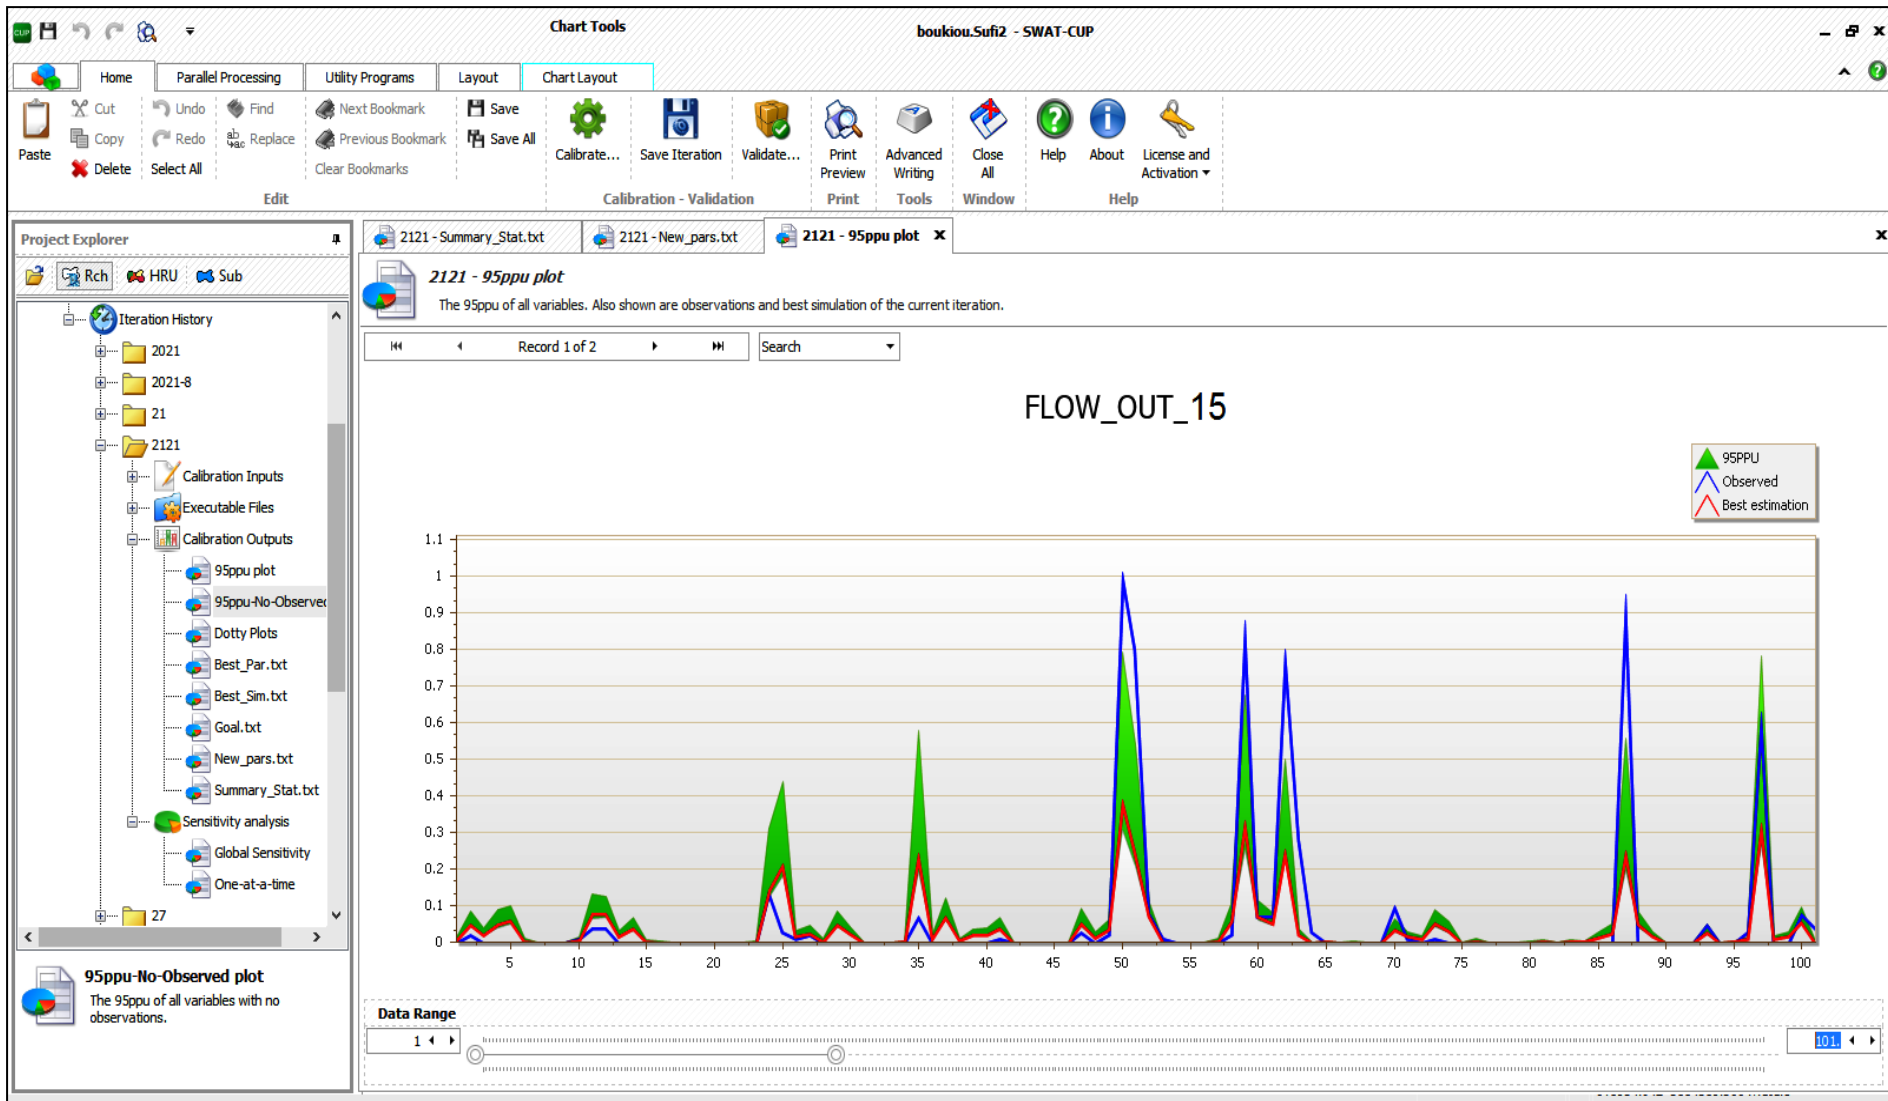 CUP
Chart Tools
boukiou.Sufi2 - SWAT-CUP
Home Parallel Processing Utility Programs Layout Chart Layout
Paste
Cut
Copy
Delete
Undo
Redo
Select All
Find
Replace
Next Bookmark
Previous Bookmark
Clear Bookmarks
Save
Save All
Edit
Calibrate...
Save Iteration
Validate...
Calibration - Validation
Print
Preview
Print
Advanced
Writing
Tools
Close
All
Window
Help
About
License and
Activation
Help
Project Explorer
Rch HRU Sub
Iteration History
2021
2021-8
21
2121
Calibration Inputs
Executable Files
Calibration Outputs
95ppu plot
95ppu-No-Observed
Dotty Plots
Best_Par.txt
Best_Sim.txt
Goal.txt
New_pars.txt
Summary_Stat.txt
Sensitivity analysis
Global Sensitivity
One-at-a-time
27
95ppu-No-Observed plot
The 95ppu of all variables with no
observations.
2121 - Summary_Stat.txt 2121 - New_pars.txt 2121 - 95ppu plot
2121 - 95ppu plot
The 95ppu of all variables. Also shown are observations and best simulation of the current iteration.
Record 1 of 2
Search
FLOW_OUT_15
95PPU
Observed
Best estimation
1.1
1
0.9
0.8
0.7
0.6
0.5
0.4
0.3
0.2
0.1
0
5 10 15 20 25 30 35 40 45 50 55 60 65 70 75 80 85 90 95 100
Data Range
1
101.